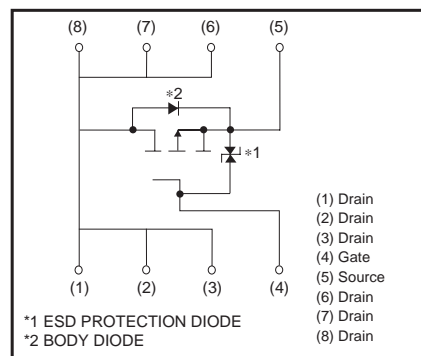 (8) (7) (6) (5)
*2
*1
(1) Drain
(2) Drain
(3) Drain
(4) Gate
(5) Source
(6) Drain
(7) Drain
(8) Drain
(1) (2) (3) (4)
*1 ESD PROTECTION DIODE
*2 BODY DIODE